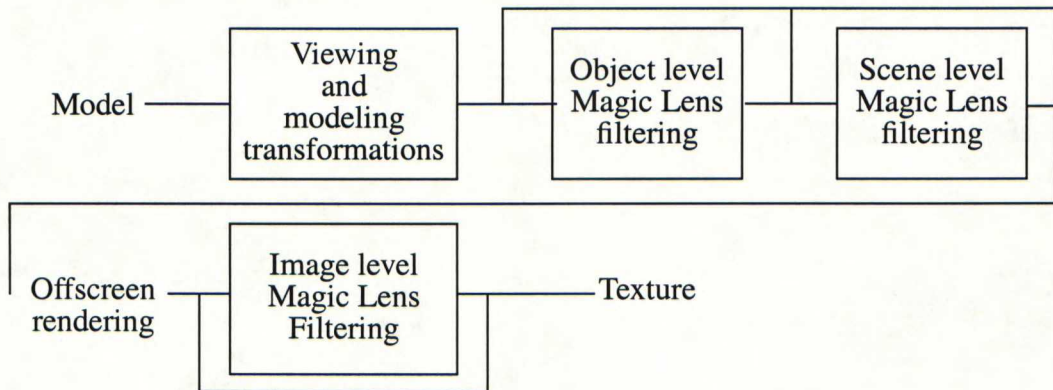 Model
Viewing
and
modeling
transformations
Object level
Magic Lens
filtering
Scene level
Magic Lens
filtering
Offscreen
rendering
Image level
Magic Lens
Filtering
Texture